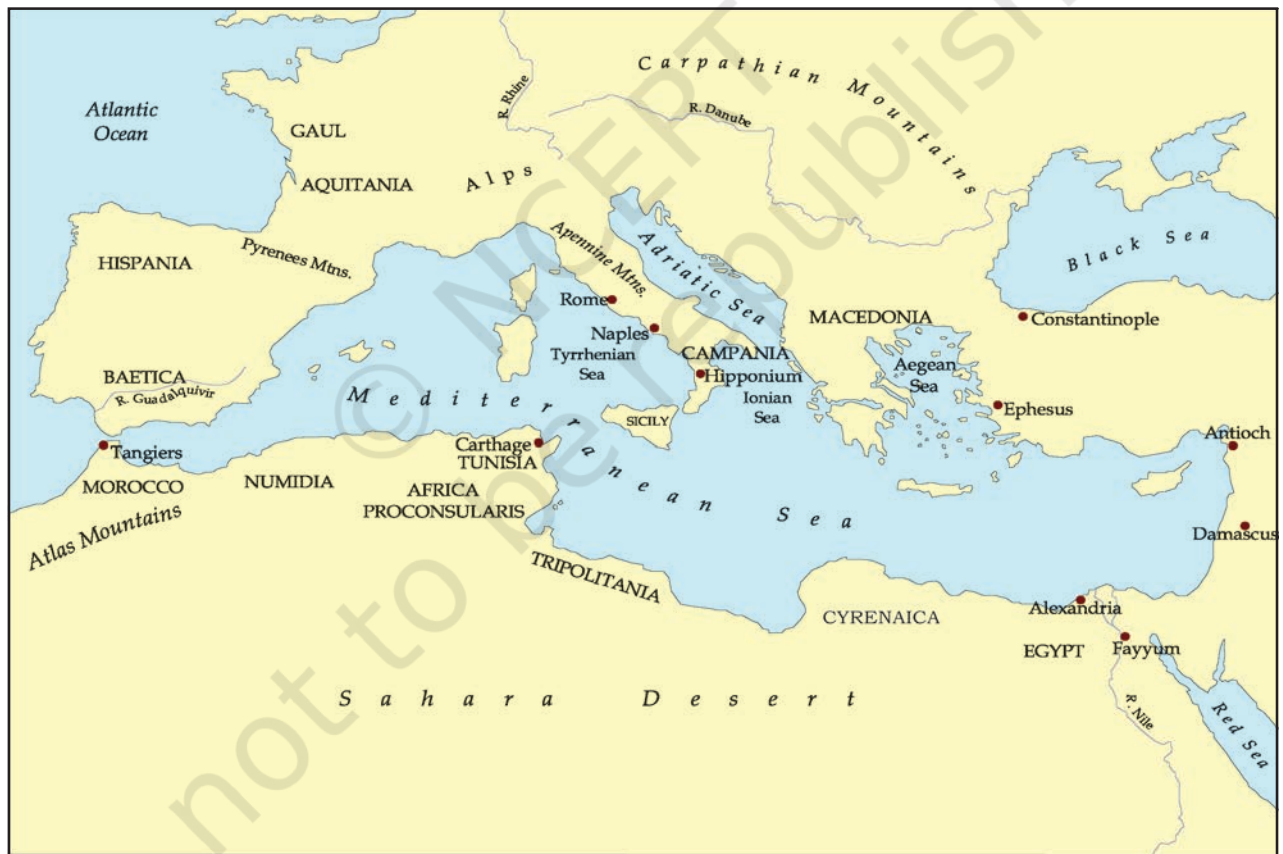 Atlantic
Ocean
GAUL
AQUITANIA
R. Rhine
Carpathian Mountains
R. Danube
Alps
HISPANIA
Pyrenees Mtns.
Apennine Mtns.
Adriatic Sea
Black Sea
Rome
Naples
Tyrrhenian
Sea
CAMPANIA
Hipponium
Ionian
Sea
MACEDONIA
Aegean
Sea
Constantinople
Ephesus
Antioch
Damascus
BAETICA
R. Guadalquivir
Mediterranean Sea
SICILY
Tangiers
MOROCCO
Atlas Mountains
NUMIDIA
Carthage
TUNISIA
AFRICA
PROCONSULARIS
TRIPOLITANIA
CYRENAICA
Alexandria
EGYPT
Fayyum
R. Nile
Red Sea
Sahara Desert
© NCERT
not to be republish